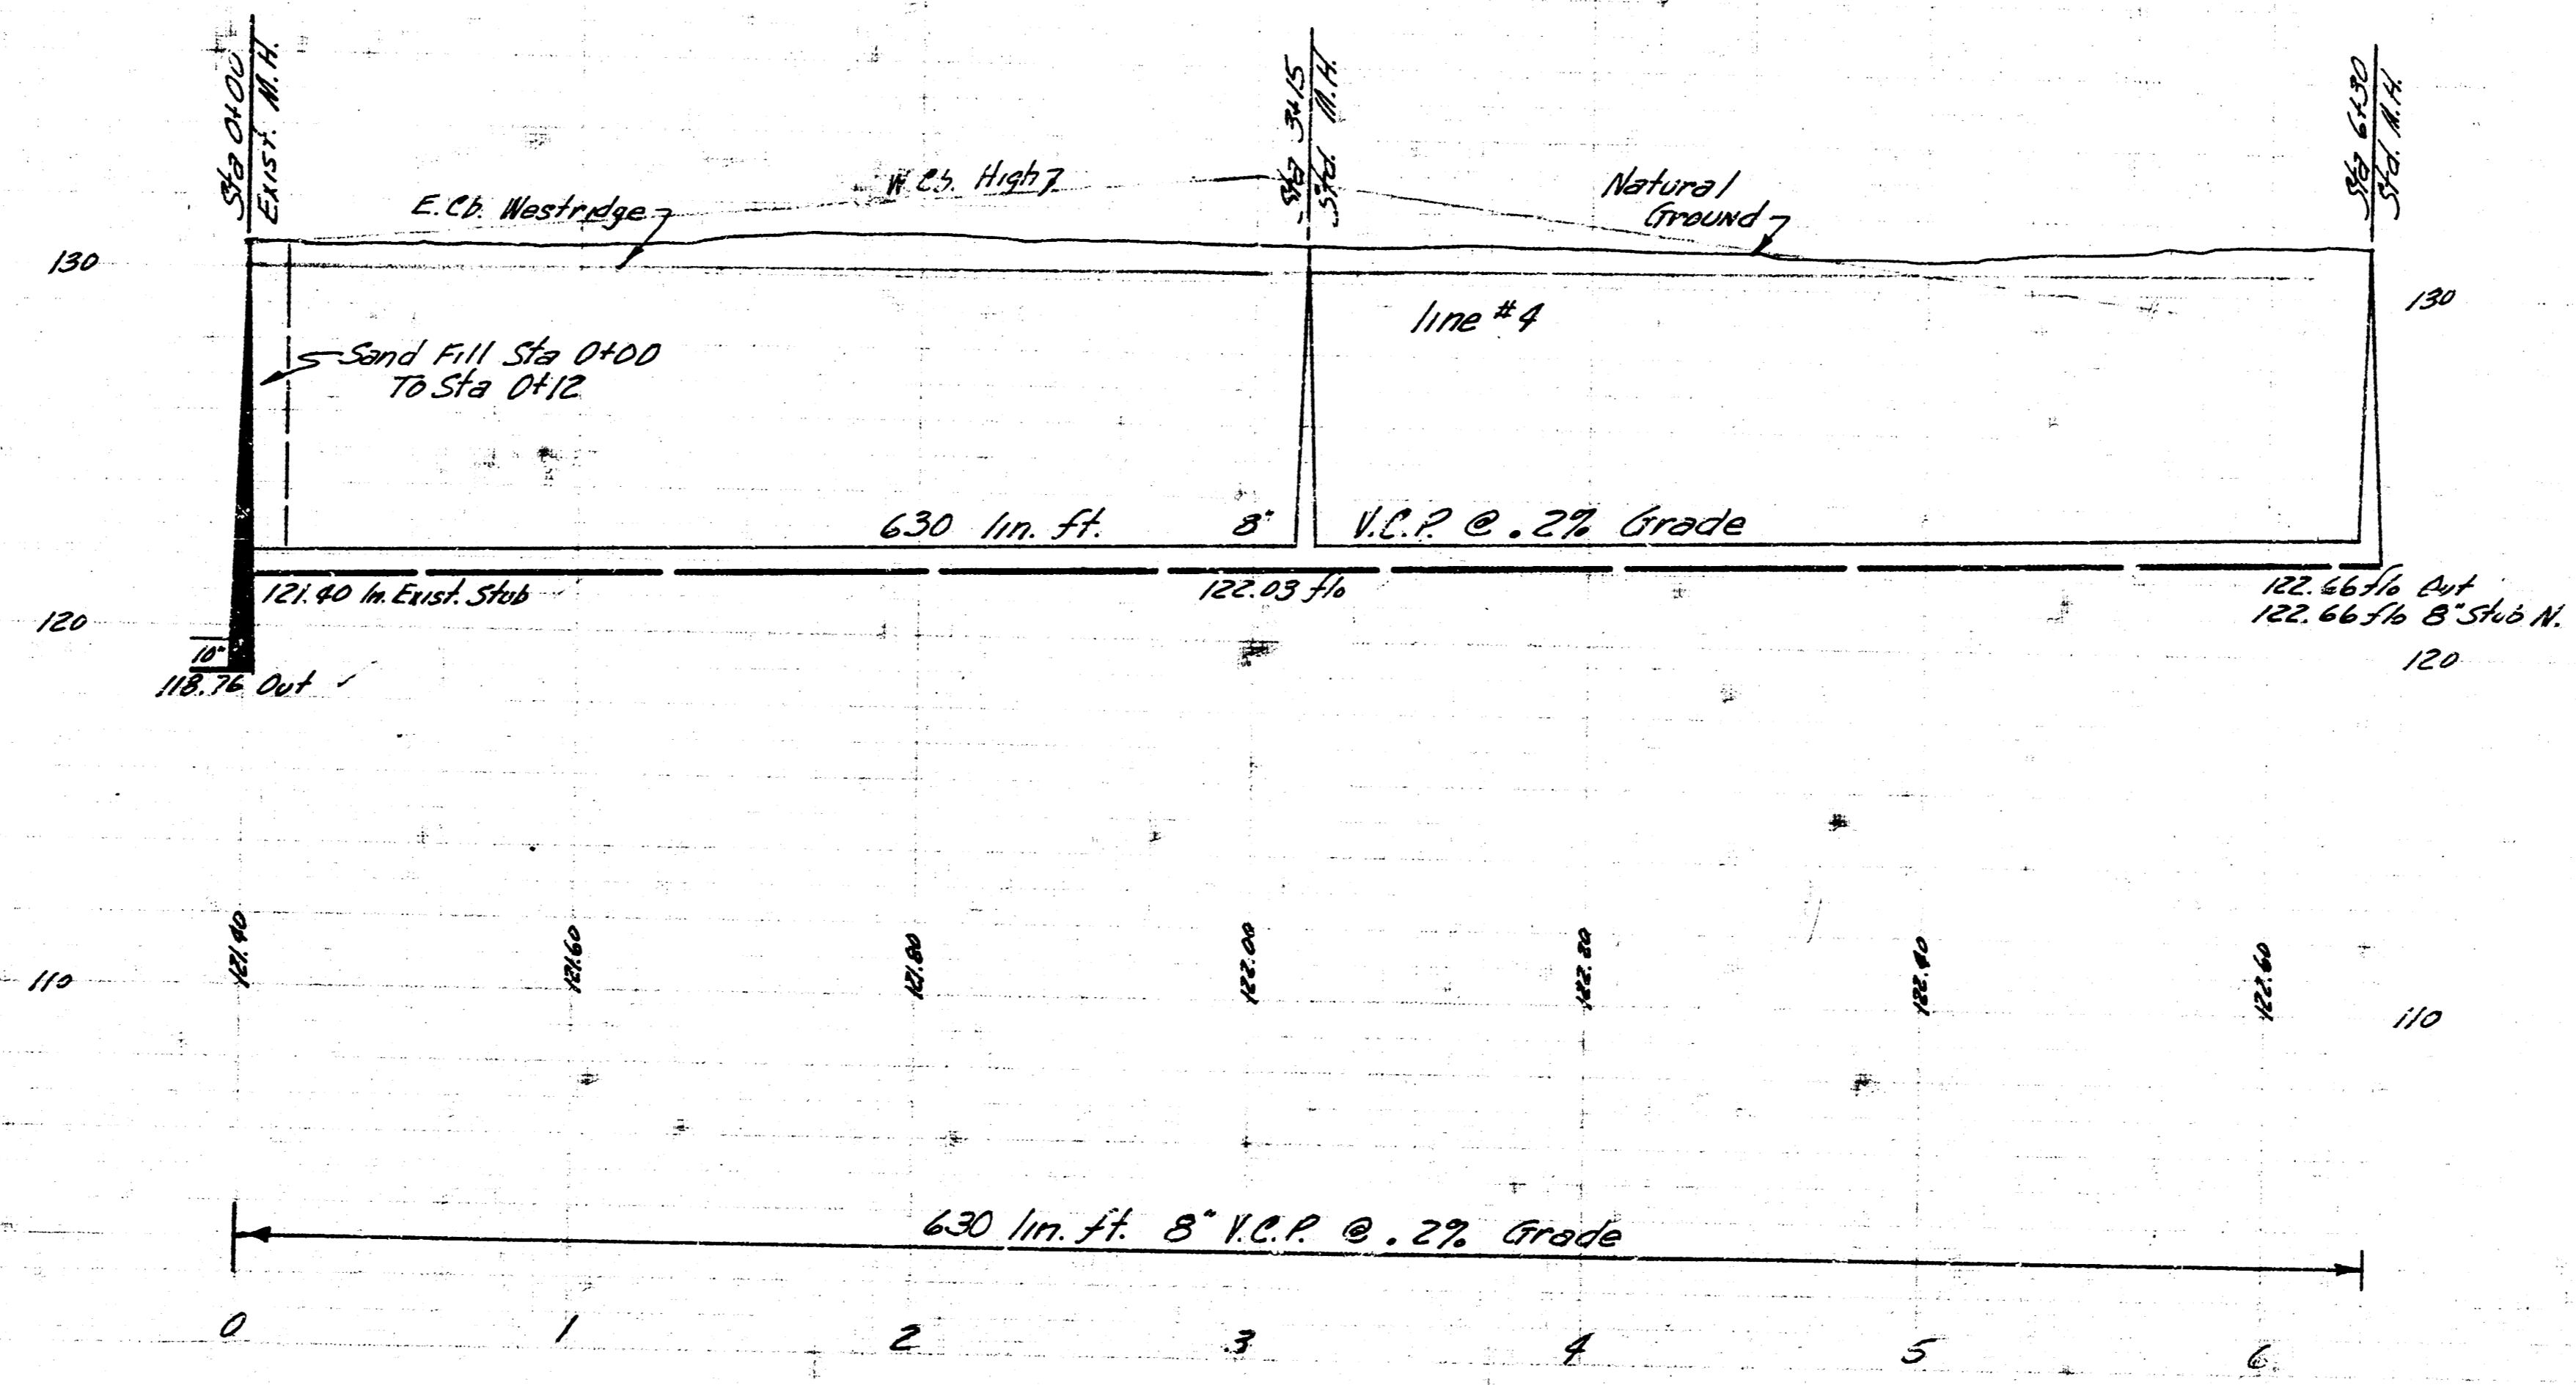 Sta 0+00
Exist. M.H.
Sta 3+15
Std. M.H.
Sta 6+30
Std. M.H.
E.Cb. Westridge
W Cb. High
Natural
Ground
130
130
line #4
Sand Fill Sta 0+00
To Sta 0+12
630 lin. ft. 8" V.C.P. @ .2% Grade
121.40 In. Exist. Stub
122.03 flo
122.66 flo Out
122.66 flo 8" Stub N.
120
120
10"
118.76 Out
121.40
121.60
121.80
122.00
122.20
122.40
122.60
110
110
630 lin. ft. 8" V.C.P. @ .2% Grade
0 1 2 3 4 5 6